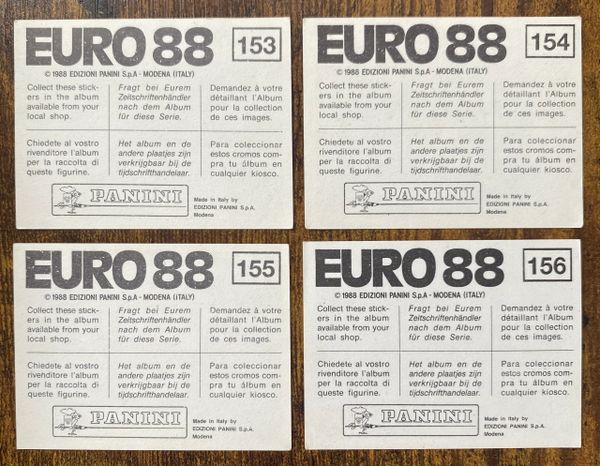 EURO 88 153
© 1988 EDIZIONI PANINI S.p.A - MODENA (ITALY)
Collect these stick-
ers in the album
available from your
local shop.
Fragt bei Eurem
Zeitschriftenhändler
nach dem Album
für diese Serie.
Demandez à votre
détaillant l'Album
pour la collection
de ces images.
Chiedete al vostro
rivenditore l'album
per la raccolta di
queste figurine.
Het album en de
andere plaatjes zijn
verkrijgbaar bij de
tijdschrifthandelaar.
Para coleccionar
estos cromos com-
pra tu álbum en
cualquier kiosco.
PANINI
Made in Italy by
EDIZIONI PANINI S.p.A.
Modena
EURO 88 154
© 1988 EDIZIONI PANINI S.p.A - MODENA (ITALY)
Collect these stick-
ers in the album
available from your
local shop.
Fragt bei Eurem
Zeitschriftenhändler
nach dem Album
für diese Serie.
Demandez à votre
détaillant l'Album
pour la collection
de ces images.
Chiedete al vostro
rivenditore l'album
per la raccolta di
queste figurine.
Het album en de
andere plaatjes zijn
verkrijgbaar bij de
tijdschrifthandelaar.
Para coleccionar
estos cromos com-
pra tu álbum en
cualquier kiosco.
PANINI
Made in Italy by
EDIZIONI PANINI S.p.A.
Modena
EURO 88 155
© 1988 EDIZIONI PANINI S.p.A - MODENA (ITALY)
Collect these stick-
ers in the album
available from your
local shop.
Fragt bei Eurem
Zeitschriftenhändler
nach dem Album
für diese Serie.
Demandez à votre
détaillant l'Album
pour la collection
de ces images.
Chiedete al vostro
rivenditore l'album
per la raccolta di
queste figurine.
Het album en de
andere plaatjes zijn
verkrijgbaar bij de
tijdschrifthandelaar.
Para coleccionar
estos cromos com-
pra tu álbum en
cualquier kiosco.
PANINI
Made in Italy by
EDIZIONI PANINI S.p.A.
Modena
EURO 88 156
© 1988 EDIZIONI PANINI S.p.A - MODENA (ITALY)
Collect these stick-
ers in the album
available from your
local shop.
Fragt bei Eurem
Zeitschriftenhändler
nach dem Album
für diese Serie.
Demandez à votre
détaillant l'Album
pour la collection
de ces images.
Chiedete al vostro
rivenditore l'album
per la raccolta di
queste figurine.
Het album en de
andere plaatjes zijn
verkrijgbaar bij de
tijdschrifthandelaar.
Para coleccionar
estos cromos com-
pra tu álbum en
cualquier kiosco.
PANINI
Made in Italy by
EDIZIONI PANINI S.p.A.
Modena